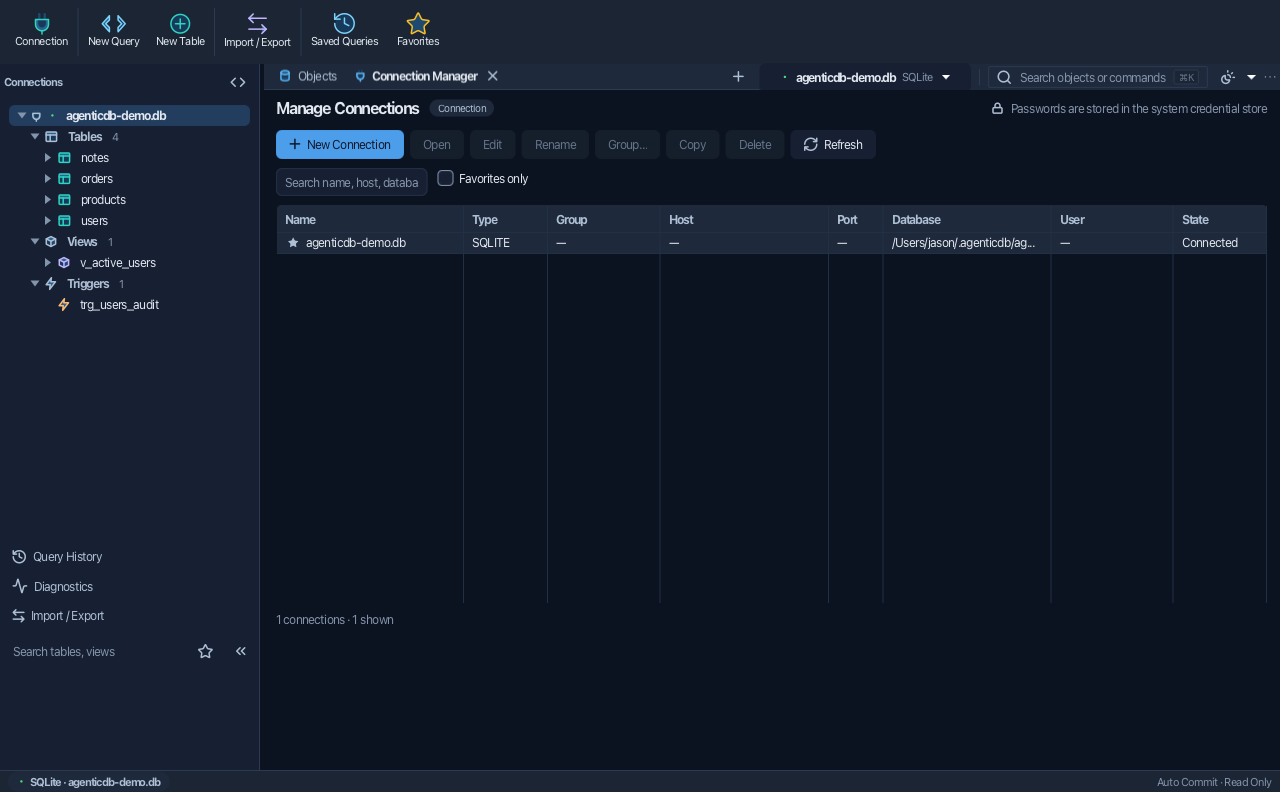 Connection
New Query
New Table
Import / Export
Saved Queries
Favorites
Connections
agenticdb-demo.db
Tables 4
notes
orders
products
users
Views 1
v_active_users
Triggers 1
trg_users_audit
Query History
Diagnostics
Import / Export
Search tables, views
Objects
Connection Manager
agenticdb-demo.db SQLite
Search objects or commands ⌘K
Manage Connections
Connection
Passwords are stored in the system credential store
New Connection
Open
Edit
Rename
Group...
Copy
Delete
Refresh
Search name, host, databa
Favorites only
Name Type Group Host Port Database User State
agenticdb-demo.db SQLITE — — — /Users/jason/.agenticdb/ag... — Connected
1 connections · 1 shown
SQLite · agenticdb-demo.db
Auto Commit · Read Only